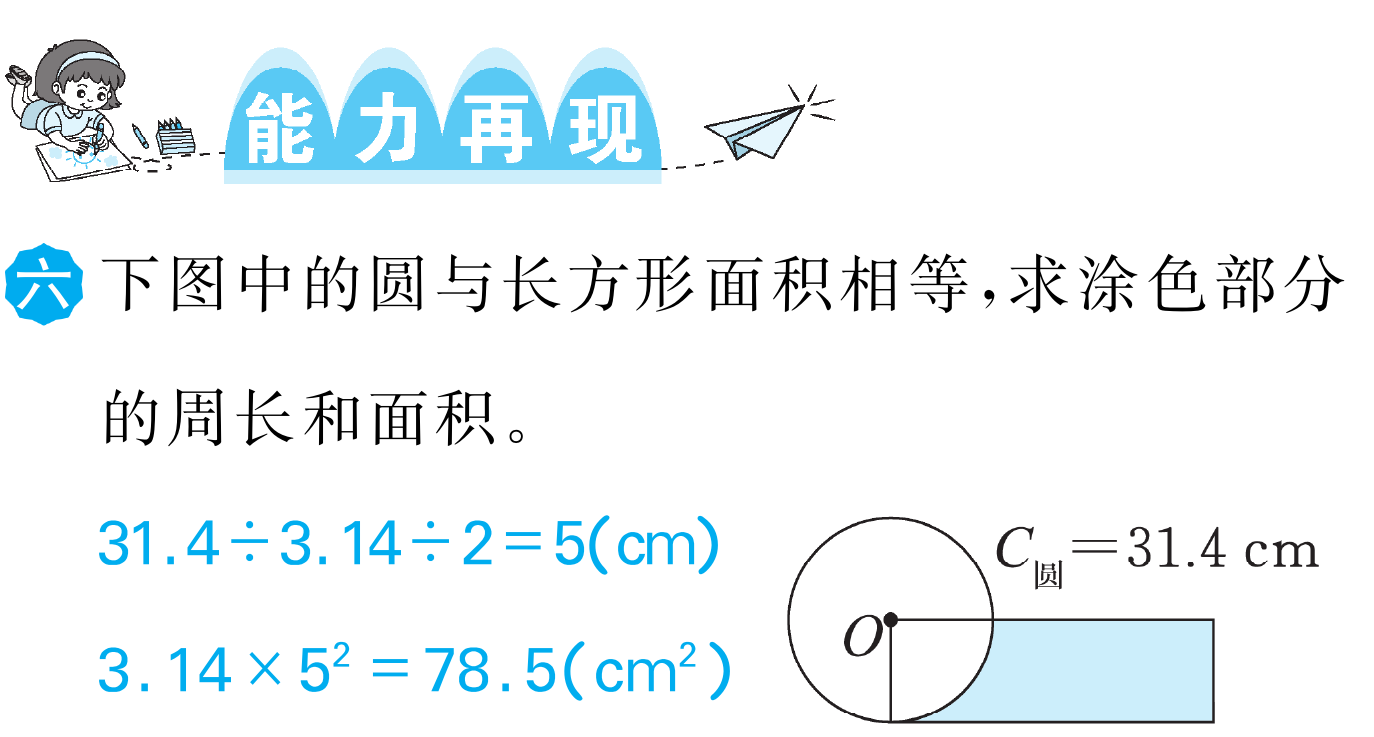 能力再现
六 下图中的圆与长方形面积相等,求涂色部分
的周长和面积。
31.4÷3.14÷2=5(cm)
C圆=31.4 cm
O
3.14×5²=78.5(cm²)